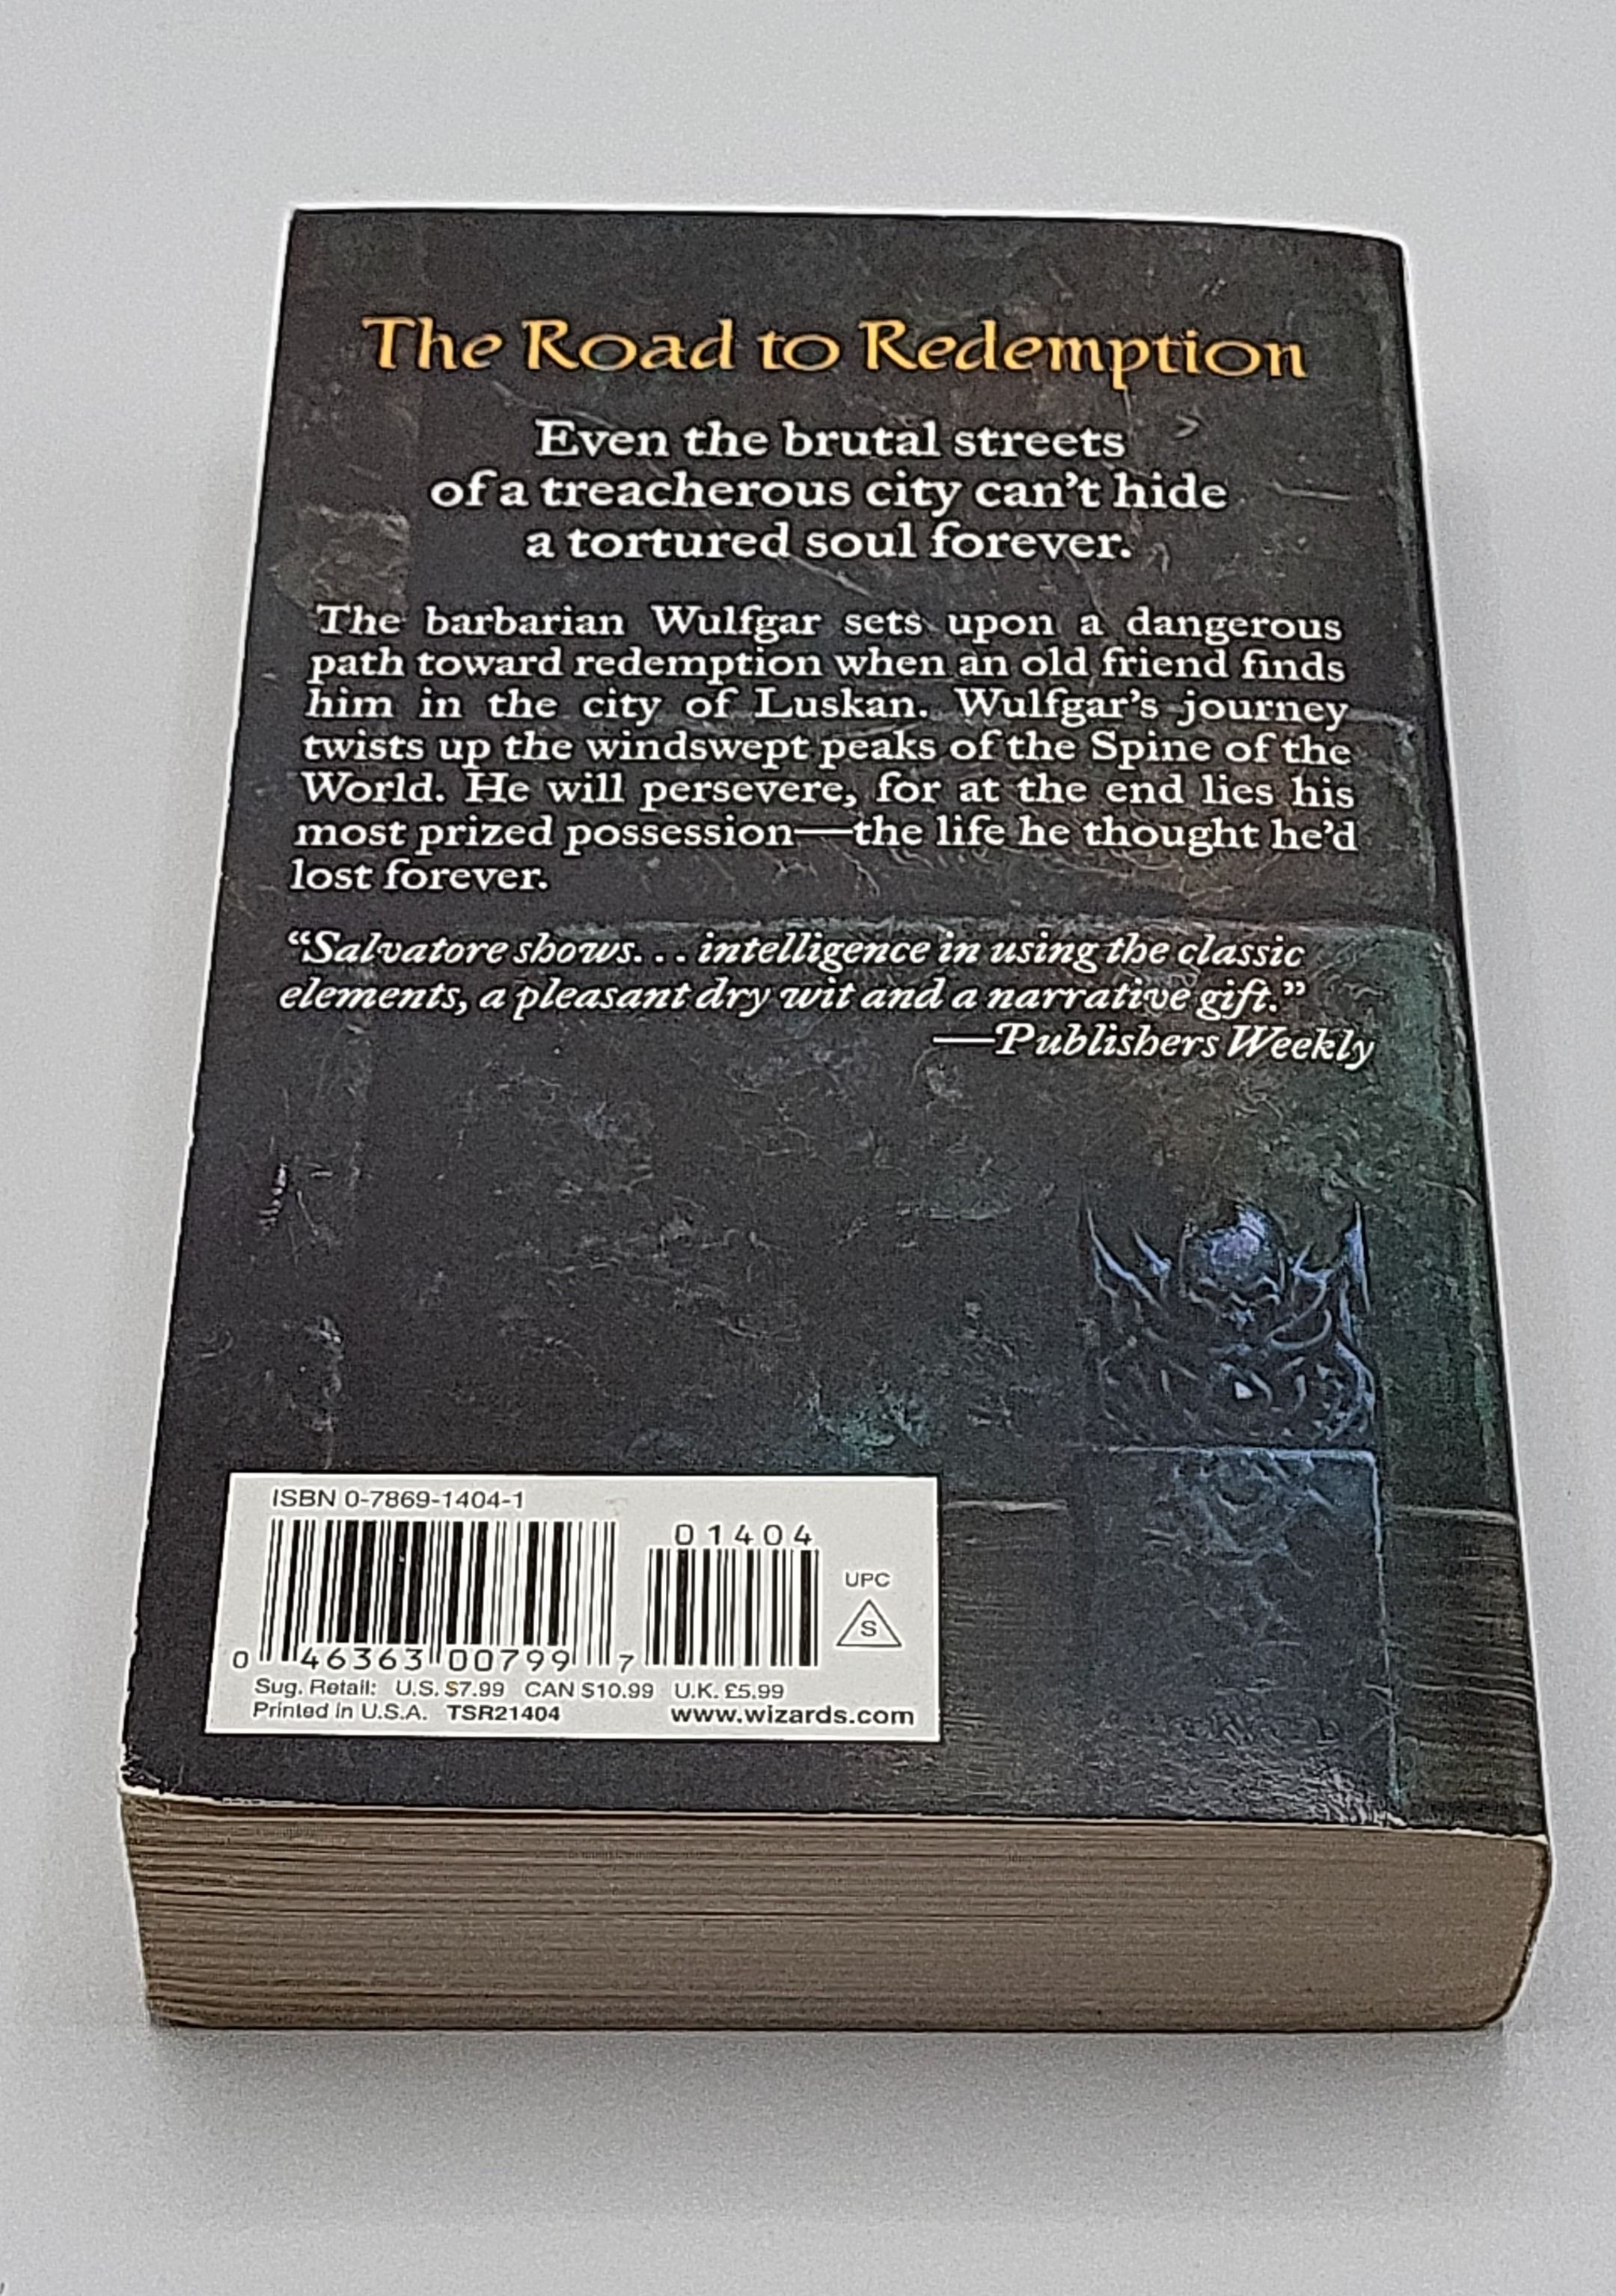 The Road to Redemption
Even the brutal streets
of a treacherous city can't hide
a tortured soul forever.
The barbarian Wulfgar sets upon a dangerous
path toward redemption when an old friend finds
him in the city of Luskan. Wulfgar's journey
twists up the windswept peaks of the Spine of the
World. He will persevere, for at the end lies his
most prized possession—the life he thought he'd
lost forever.
“Salvatore shows. . . intelligence in using the classic
elements, a pleasant dry wit and a narrative gift.”
—Publishers Weekly
ISBN 0-7869-1404-1
01404
UPC
S
0 46363 00799 7
Sug. Retail: U.S. $7.99 CAN $10.99 U.K. £5.99
Printed in U.S.A. TSR21404 www.wizards.com